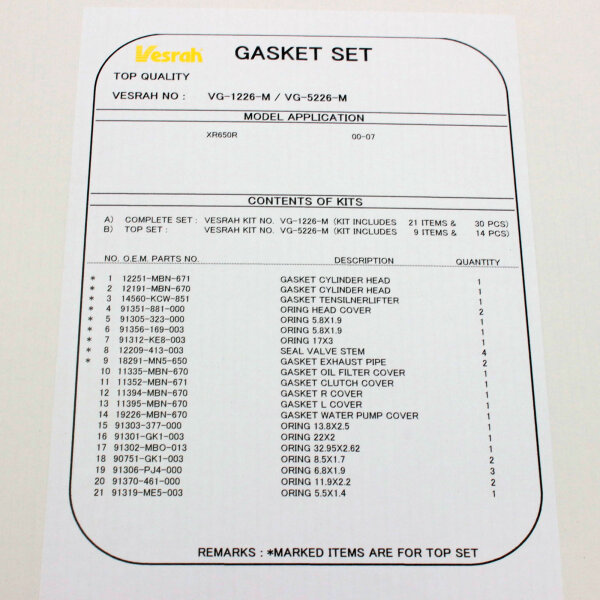 Vesrah GASKET SET
TOP QUALITY
VESRAH NO : VG-1226-M / VG-5226-M
MODEL APPLICATION
XR650R 00-07
CONTENTS OF KITS
A) COMPLETE SET : VESRAH KIT NO. VG-1226-M (KIT INCLUDES 21 ITEMS & 30 PCS)
B) TOP SET : VESRAH KIT NO. VG-5226-M (KIT INCLUDES 9 ITEMS & 14 PCS)
NO. O.E.M. PARTS NO. DESCRIPTION QUANTITY
* 1 12251-MBN-671 GASKET CYLINDER HEAD 1
* 2 12191-MBN-670 GASKET CYLINDER HEAD 1
* 3 14560-KCW-851 GASKET TENSILNERLIFTER 1
* 4 91351-881-000 ORING HEAD COVER 2
* 5 91305-323-000 ORING 5.8X1.9 1
* 6 91356-169-003 ORING 5.8X1.9 1
* 7 91312-KE8-003 ORING 17X3 1
* 8 12209-413-003 SEAL VALVE STEM 4
* 9 18291-MN5-650 GASKET EXHAUST PIPE 2
10 11335-MBN-670 GASKET OIL FILTER COVER 1
11 11352-MBN-671 GASKET CLUTCH COVER 1
12 11394-MBN-670 GASKET R COVER 1
13 11395-MBN-670 GASKET L COVER 1
14 19226-MBN-670 GASKET WATER PUMP COVER 1
15 91303-377-000 ORING 13.8X2.5 1
16 91301-GK1-003 ORING 22X2 1
17 91302-MBO-013 ORING 32.95X2.62 1
18 90751-GK1-003 ORING 8.5X1.7 2
19 91306-PJ4-000 ORING 6.8X1.9 3
20 91370-461-000 ORING 11.9X2.2 2
21 91319-ME5-003 ORING 5.5X1.4 1
REMARKS : *MARKED ITEMS ARE FOR TOP SET